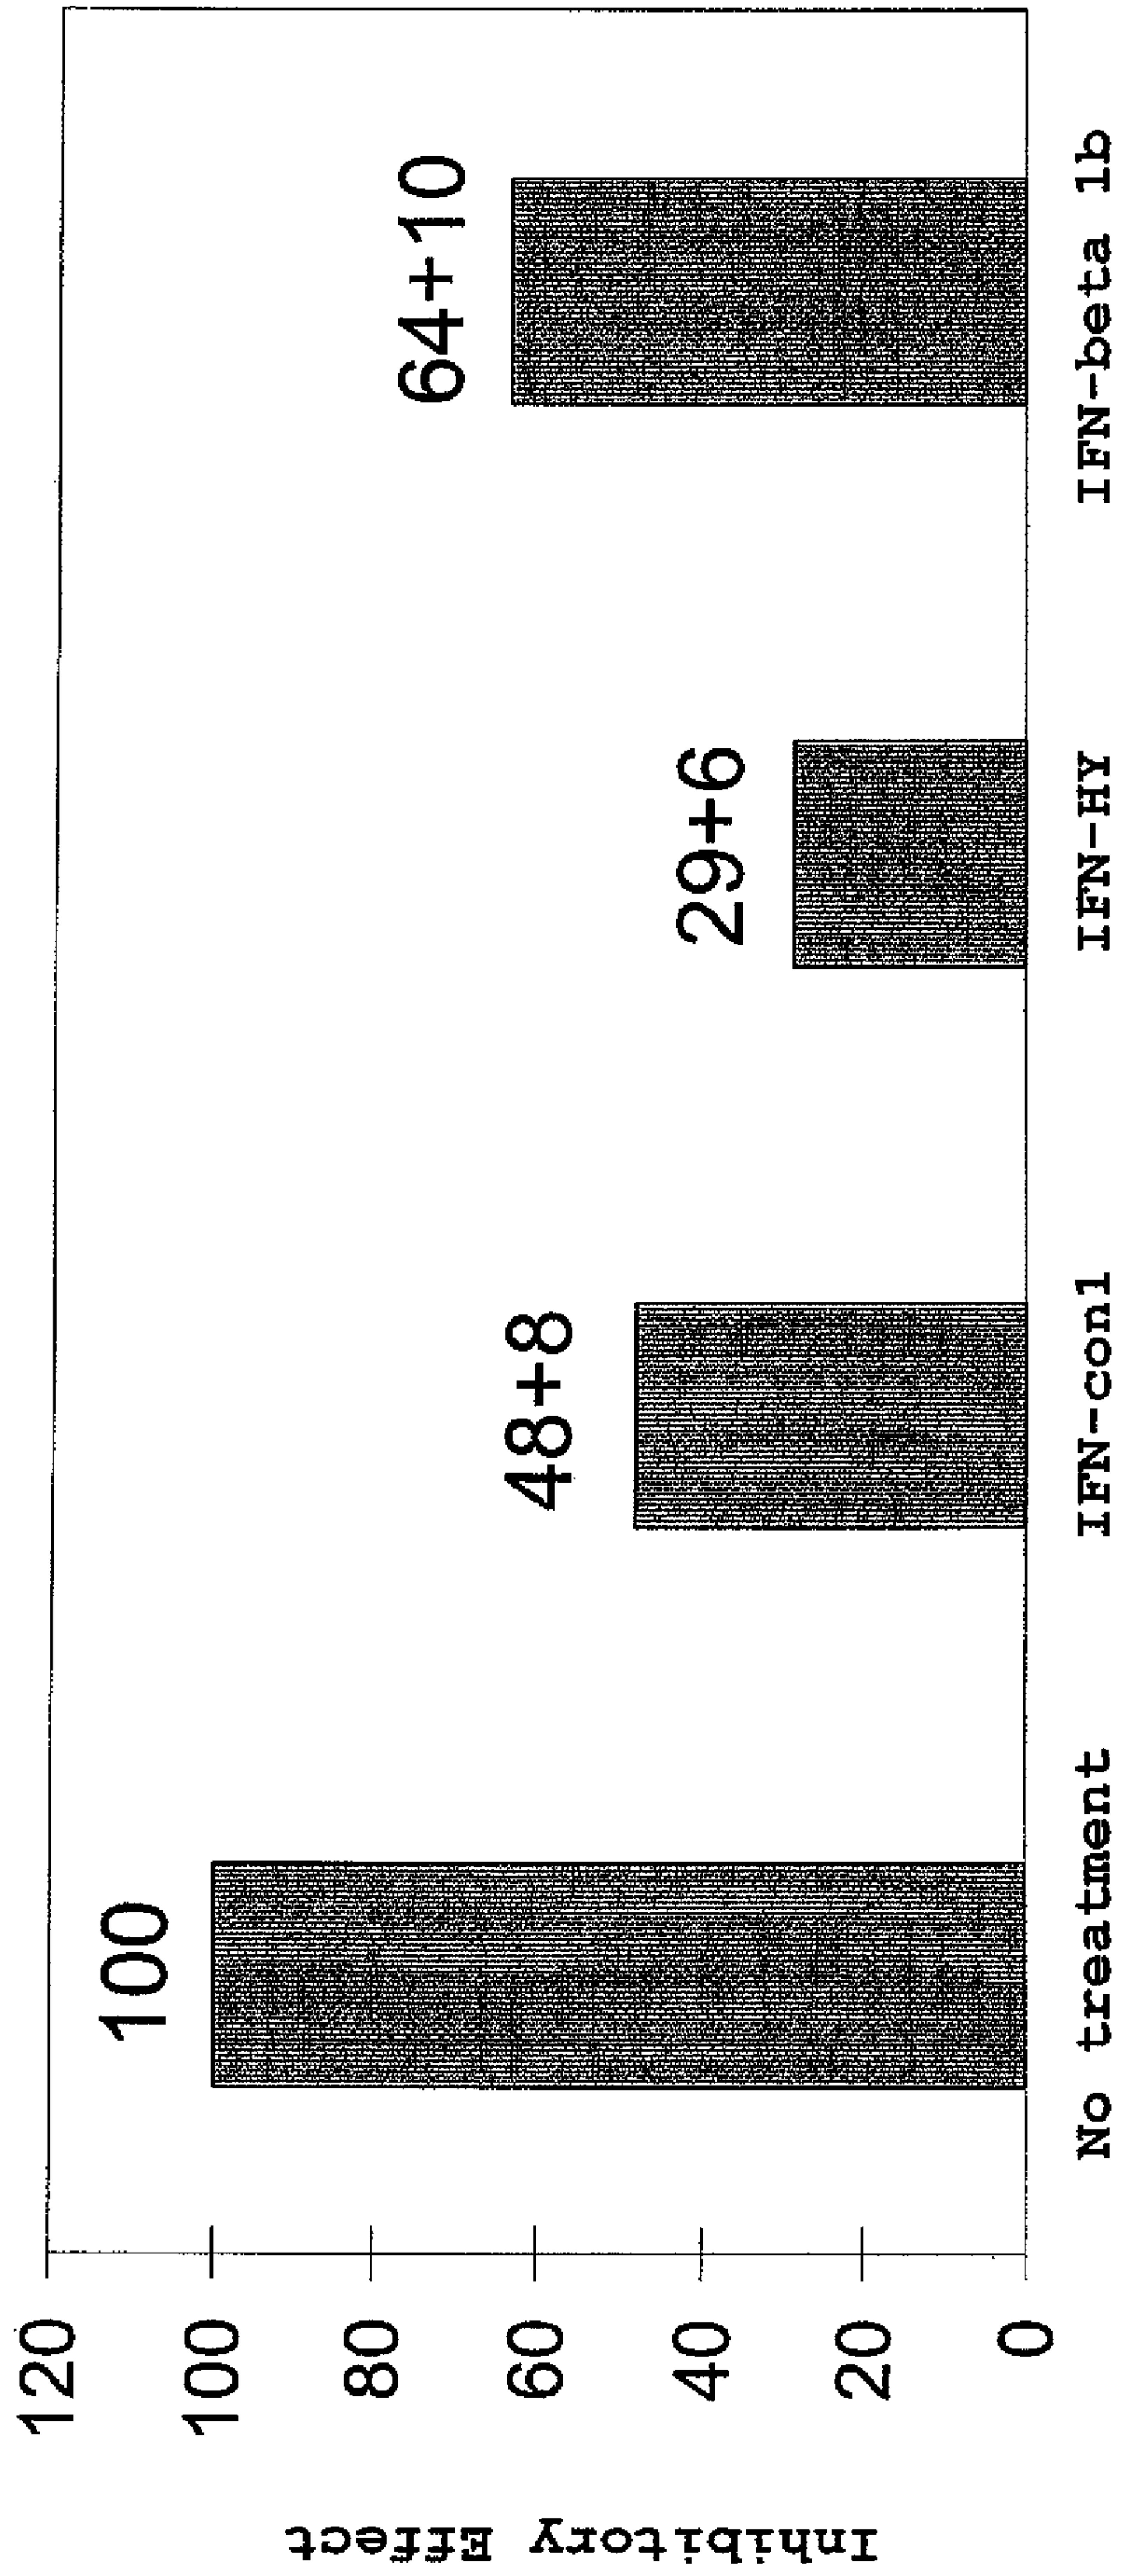 Inhibitory Effect
120
100
80
60
40
20
0
100
48+8
29+6
64+10
No treatment
IFN-con1
IFN-HY
IFN-beta 1b